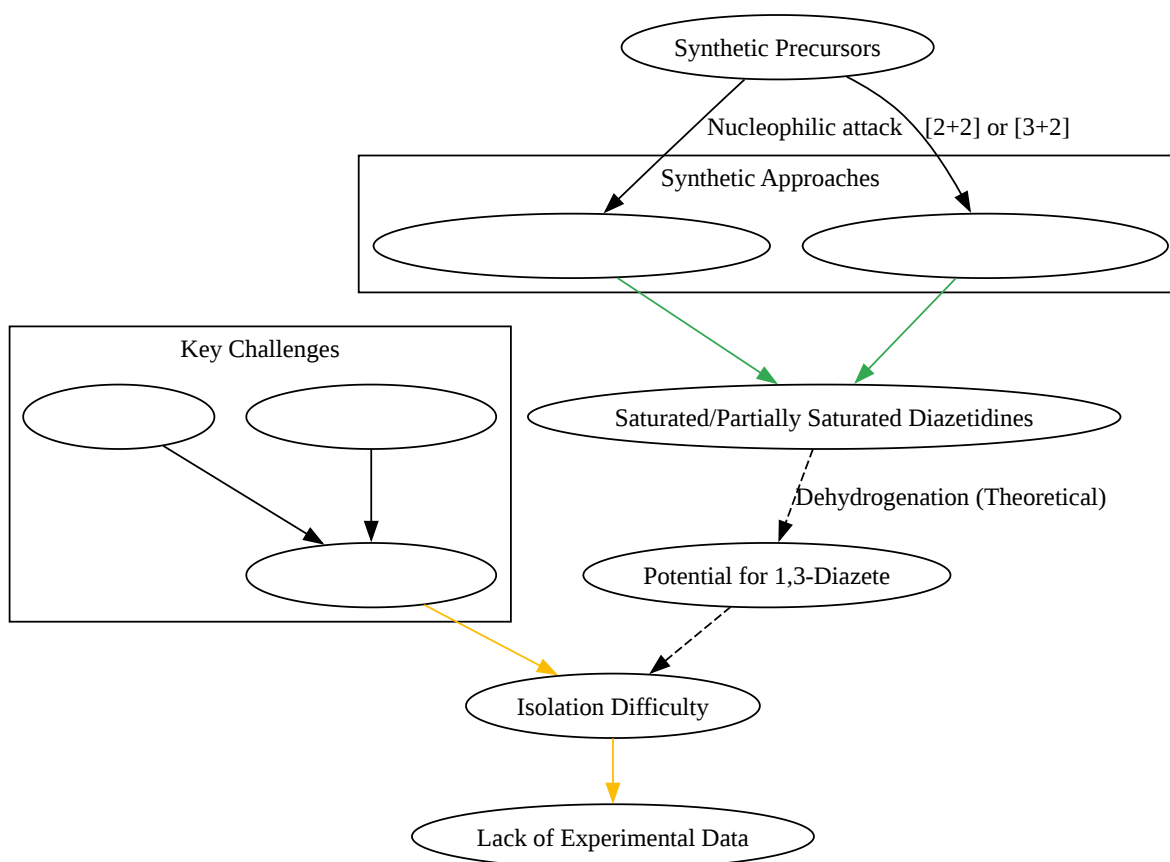 Synthetic Precursors
Nucleophilic attack
[2+2] or [3+2]
Synthetic Approaches
Key Challenges
Saturated/Partially Saturated Diazetidines
Dehydrogenation (Theoretical)
Potential for 1,3-Diazete
Isolation Difficulty
Lack of Experimental Data